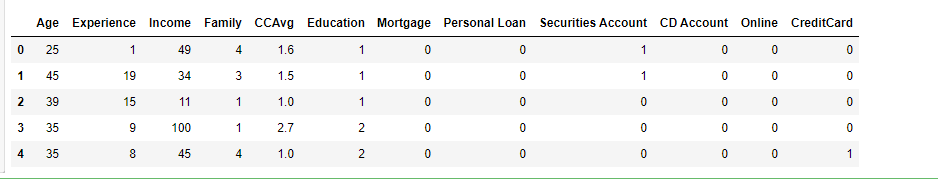 Age Experience Income Family CCAvg Education Mortgage Personal Loan Securities Account CD Account Online CreditCard
0 25 1 49 4 1.6 1 0 0 1 0 0 0
1 45 19 34 3 1.5 1 0 0 1 0 0 0
2 39 15 11 1 1.0 1 0 0 0 0 0 0
3 35 9 100 1 2.7 2 0 0 0 0 0 0
4 35 8 45 4 1.0 2 0 0 0 0 0 1